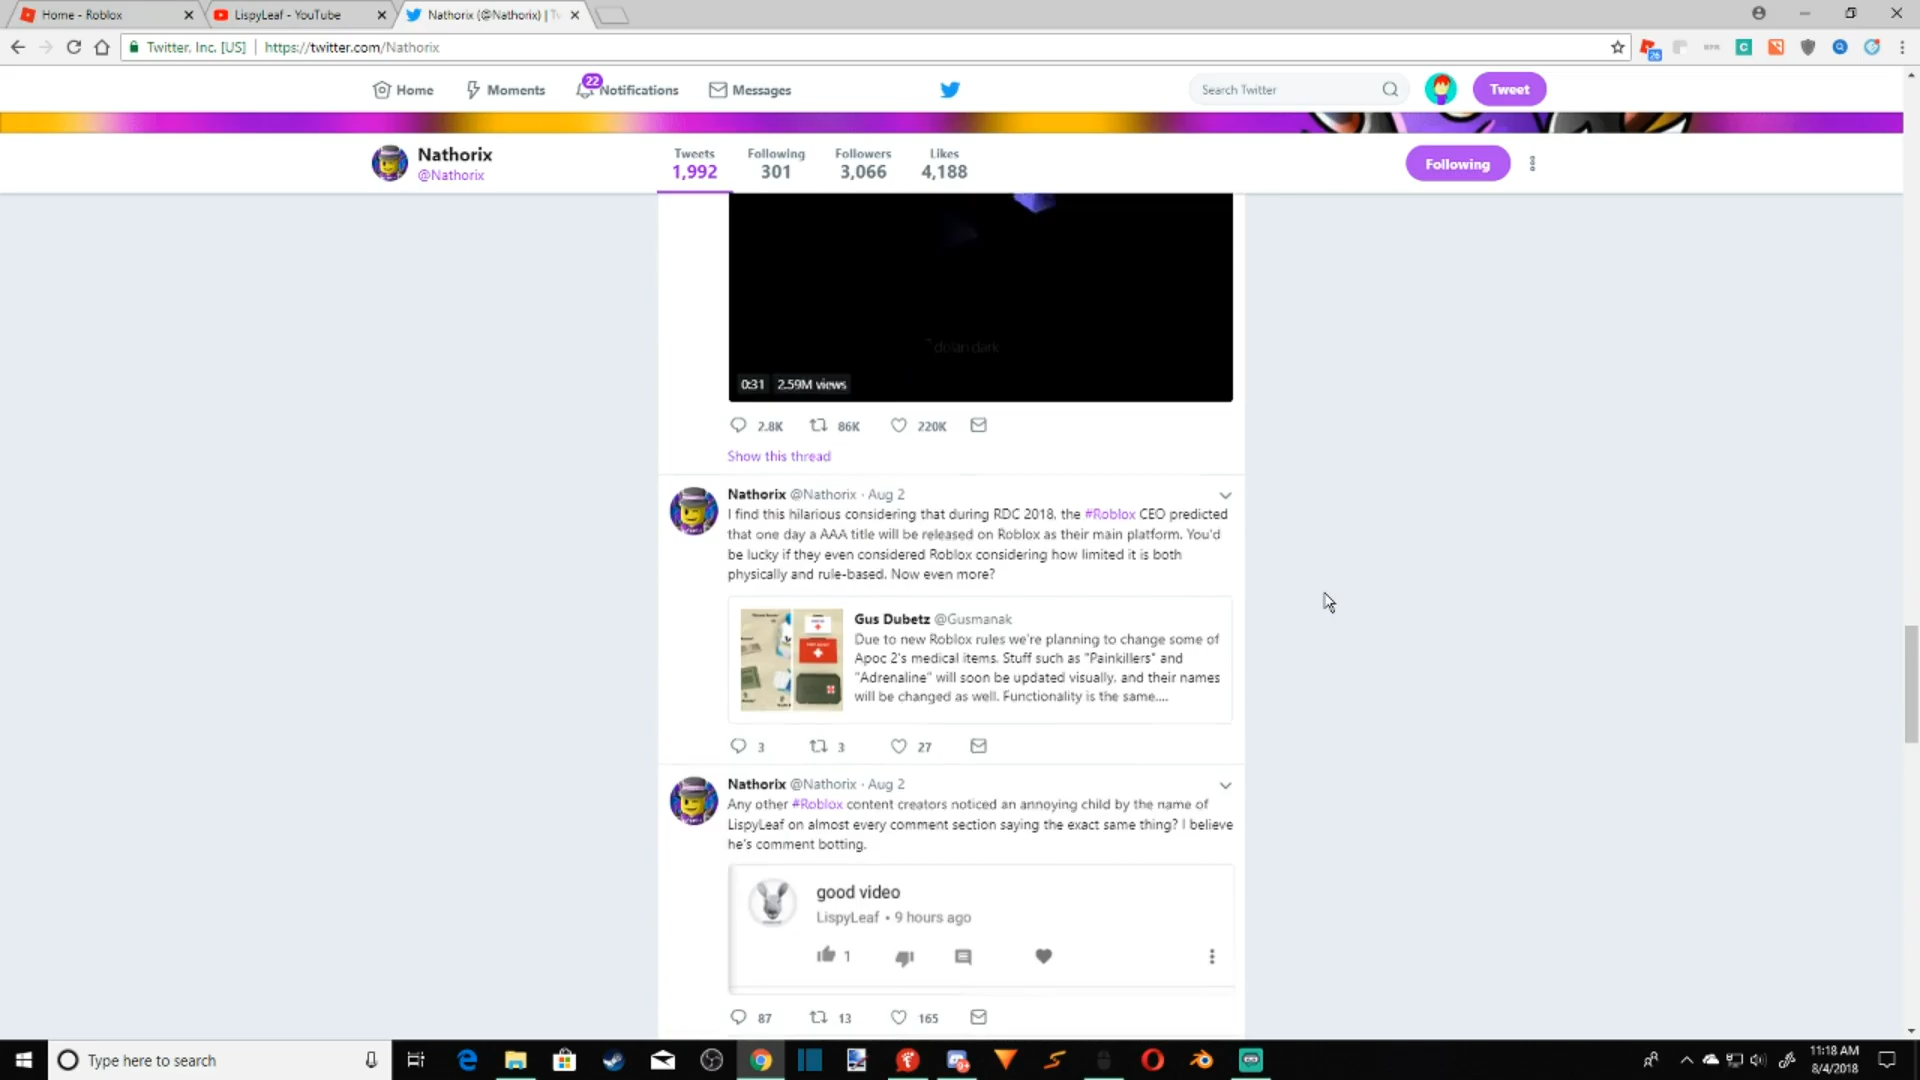 Home - Roblox
LispyLeaf - YouTube
Nathorix (@Nathorix) | Tw
Twitter, Inc. [US]
https://twitter.com/Nathorix
26
Home
Moments
22
Notifications
Messages
Search Twitter
Tweet
Nathorix
@Nathorix
Tweets
1,992
Following
301
Followers
3,066
Likes
4,188
Following
0:31
2.59M views
2.8K
86K
220K
Show this thread
Nathorix @Nathorix · Aug 2
I find this hilarious considering that during RDC 2018, the #Roblox CEO predicted
that one day a AAA title will be released on Roblox as their main platform. You'd
be lucky if they even considered Roblox considering how limited it is both
physically and rule-based. Now even more?
Gus Dubetz @Gusmanak
Due to new Roblox rules we're planning to change some of
Apoc 2's medical items. Stuff such as "Painkillers" and
"Adrenaline" will soon be updated visually, and their names
will be changed as well. Functionality is the same....
3
3
27
Nathorix @Nathorix · Aug 2
Any other #Roblox content creators noticed an annoying child by the name of
LispyLeaf on almost every comment section saying the exact same thing? I believe
he's comment botting.
good video
LispyLeaf • 9 hours ago
1
87
13
165
Type here to search
11:18 AM
8/4/2018